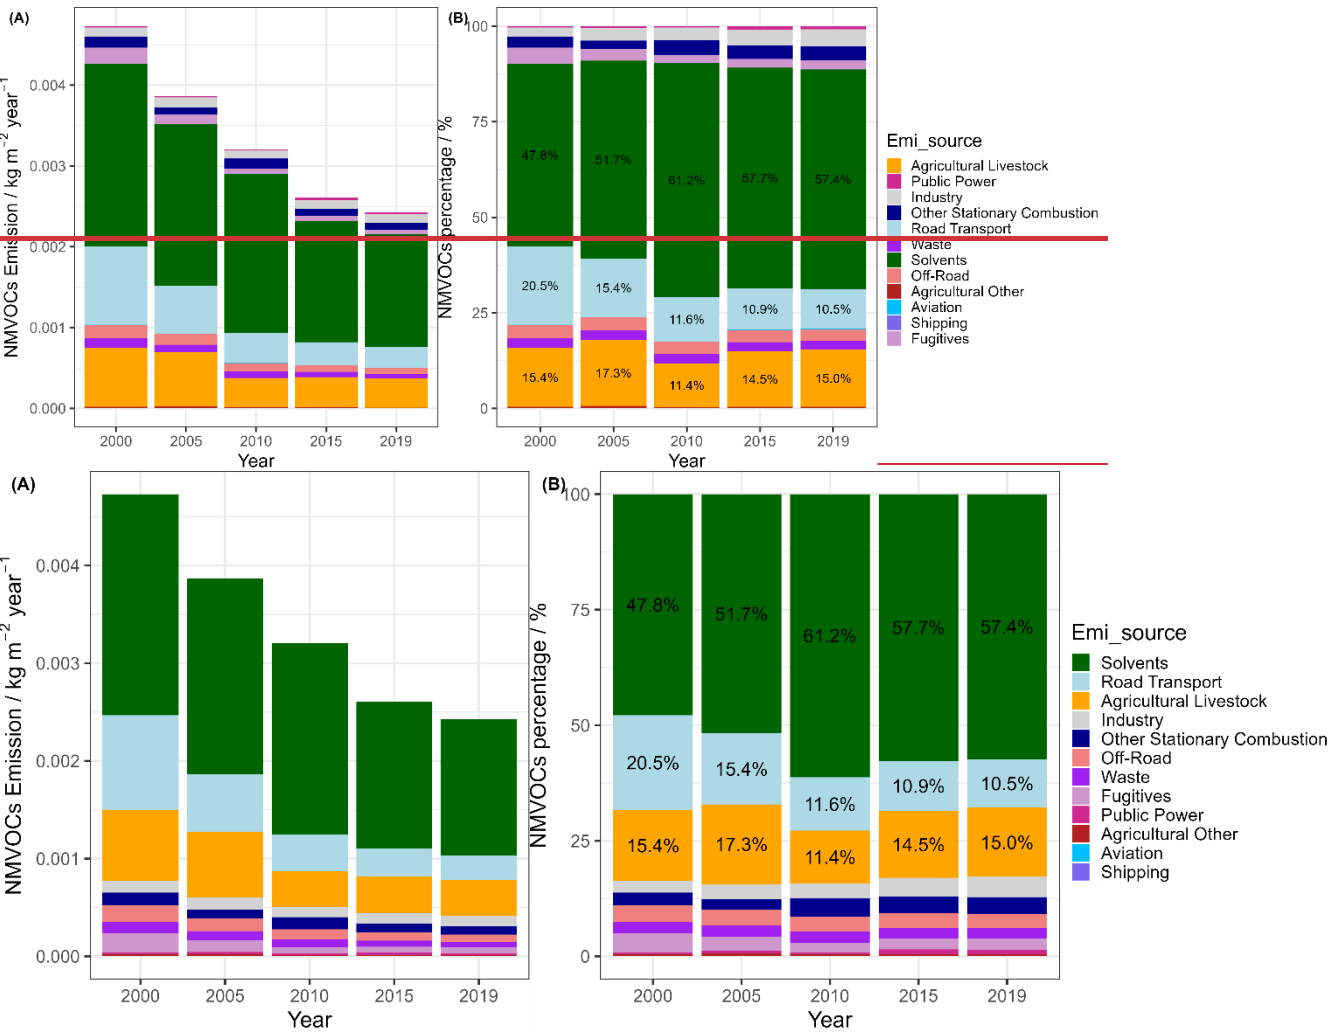 (A)
NMVOCs Emission / kg m⁻² year⁻¹
0.004
0.003
0.002
0.001
0.000
2000 2005 2010 2015 2019
Year
(B)
NMVOCs percentage / %
100
75
50
25
0
47.8% 51.7% 61.2% 57.7% 57.4%
20.5% 15.4% 11.6% 10.9% 10.5%
15.4% 17.3% 11.4% 14.5% 15.0%
2000 2005 2010 2015 2019
Year
Emi_source
Agricultural Livestock
Public Power
Industry
Other Stationary Combustion
Road Transport
Waste
Solvents
Off-Road
Agricultural Other
Aviation
Shipping
Fugitives
(A)
NMVOCs Emission / kg m⁻² year⁻¹
0.004
0.003
0.002
0.001
0.000
2000 2005 2010 2015 2019
Year
(B)
NMVOCs percentage / %
100
75
50
25
0
47.8% 51.7% 61.2% 57.7% 57.4%
20.5% 15.4% 11.6% 10.9% 10.5%
15.4% 17.3% 11.4% 14.5% 15.0%
2000 2005 2010 2015 2019
Year
Emi_source
Solvents
Road Transport
Agricultural Livestock
Industry
Other Stationary Combustion
Off-Road
Waste
Fugitives
Public Power
Agricultural Other
Aviation
Shipping